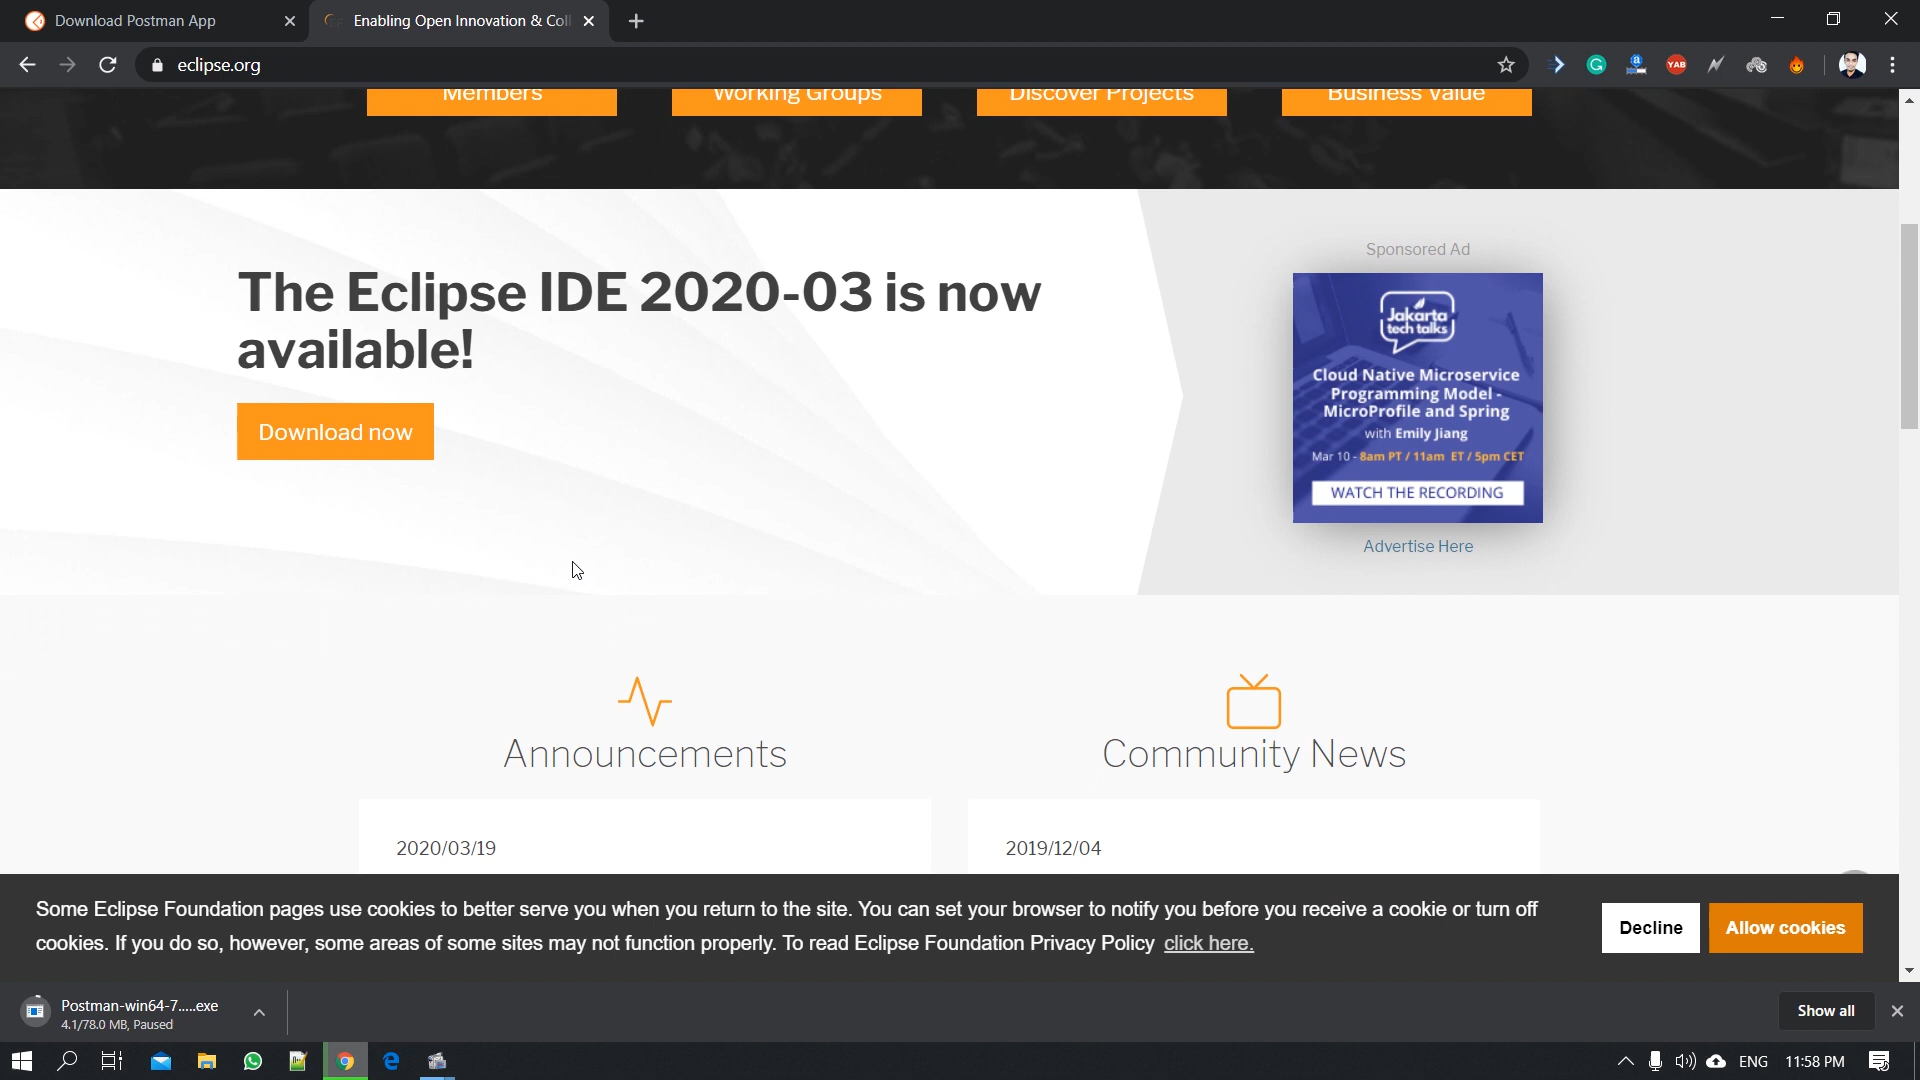 Download Postman App
Enabling Open Innovation & Coll
eclipse.org
YAB
Members
Working Groups
Discover Projects
Business Value
The Eclipse IDE 2020-03 is now
available!
Download now
Sponsored Ad
Jakarta
tech talks
Cloud Native Microservice
Programming Model -
MicroProfile and Spring
with Emily Jiang
Mar 10 - 8am PT / 11am ET / 5pm CET
WATCH THE RECORDING
Advertise Here
Announcements
Community News
2020/03/19
2019/12/04
Some Eclipse Foundation pages use cookies to better serve you when you return to the site. You can set your browser to notify you before you receive a cookie or turn off
cookies. If you do so, however, some areas of some sites may not function properly. To read Eclipse Foundation Privacy Policy click here.
Decline
Allow cookies
Postman-win64-7.....exe
4.1/78.0 MB, Paused
Show all
ENG
11:58 PM